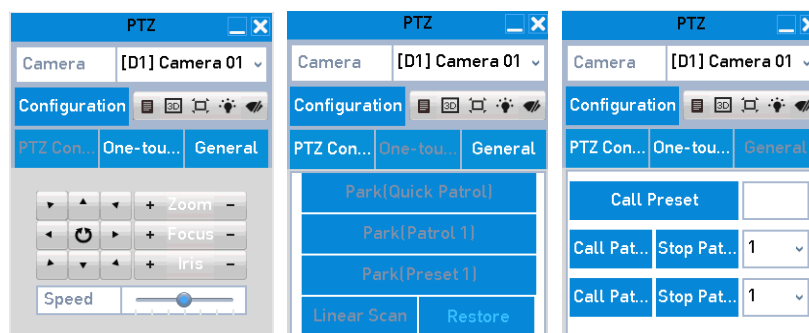 PTZ
Camera [D1] Camera 01
Configuration 3D
PTZ Con... One-tou... General
+ Zoom -
+ Focus -
+ Iris -
Speed
PTZ
Camera [D1] Camera 01
Configuration 3D
PTZ Con... One-tou... General
Park(Quick Patrol)
Park(Patrol 1)
Park(Preset 1)
Linear Scan Restore
PTZ
Camera [D1] Camera 01
Configuration 3D
PTZ Con... One-tou... General
Call Preset
Call Pat... Stop Pat... 1
Call Pat... Stop Pat... 1